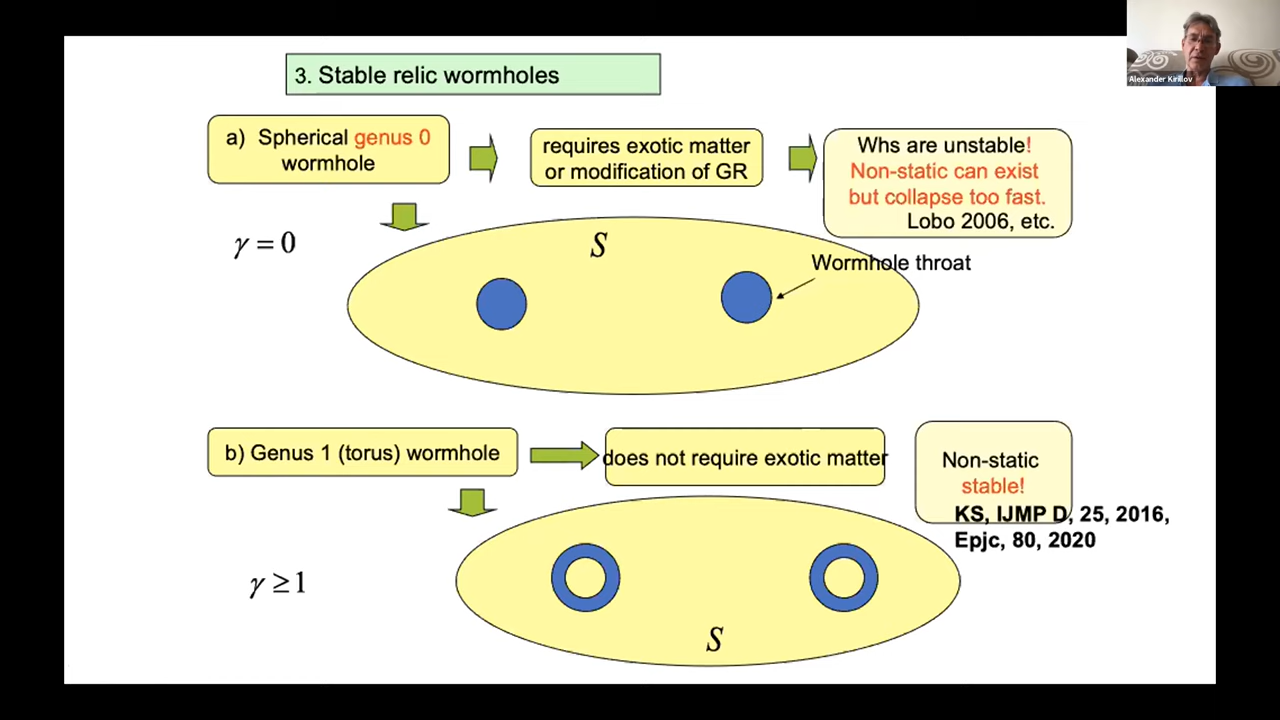 Alexander Kirillov
3. Stable relic wormholes
a) Spherical genus 0
wormhole
requires exotic matter
or modification of GR
Whs are unstable!
Non-static can exist
but collapse too fast.
Lobo 2006, etc.
γ = 0
S
Wormhole throat
b) Genus 1 (torus) wormhole
does not require exotic matter
Non-static
stable!
KS, IJMP D, 25, 2016,
Epjc, 80, 2020
γ ≥ 1
S